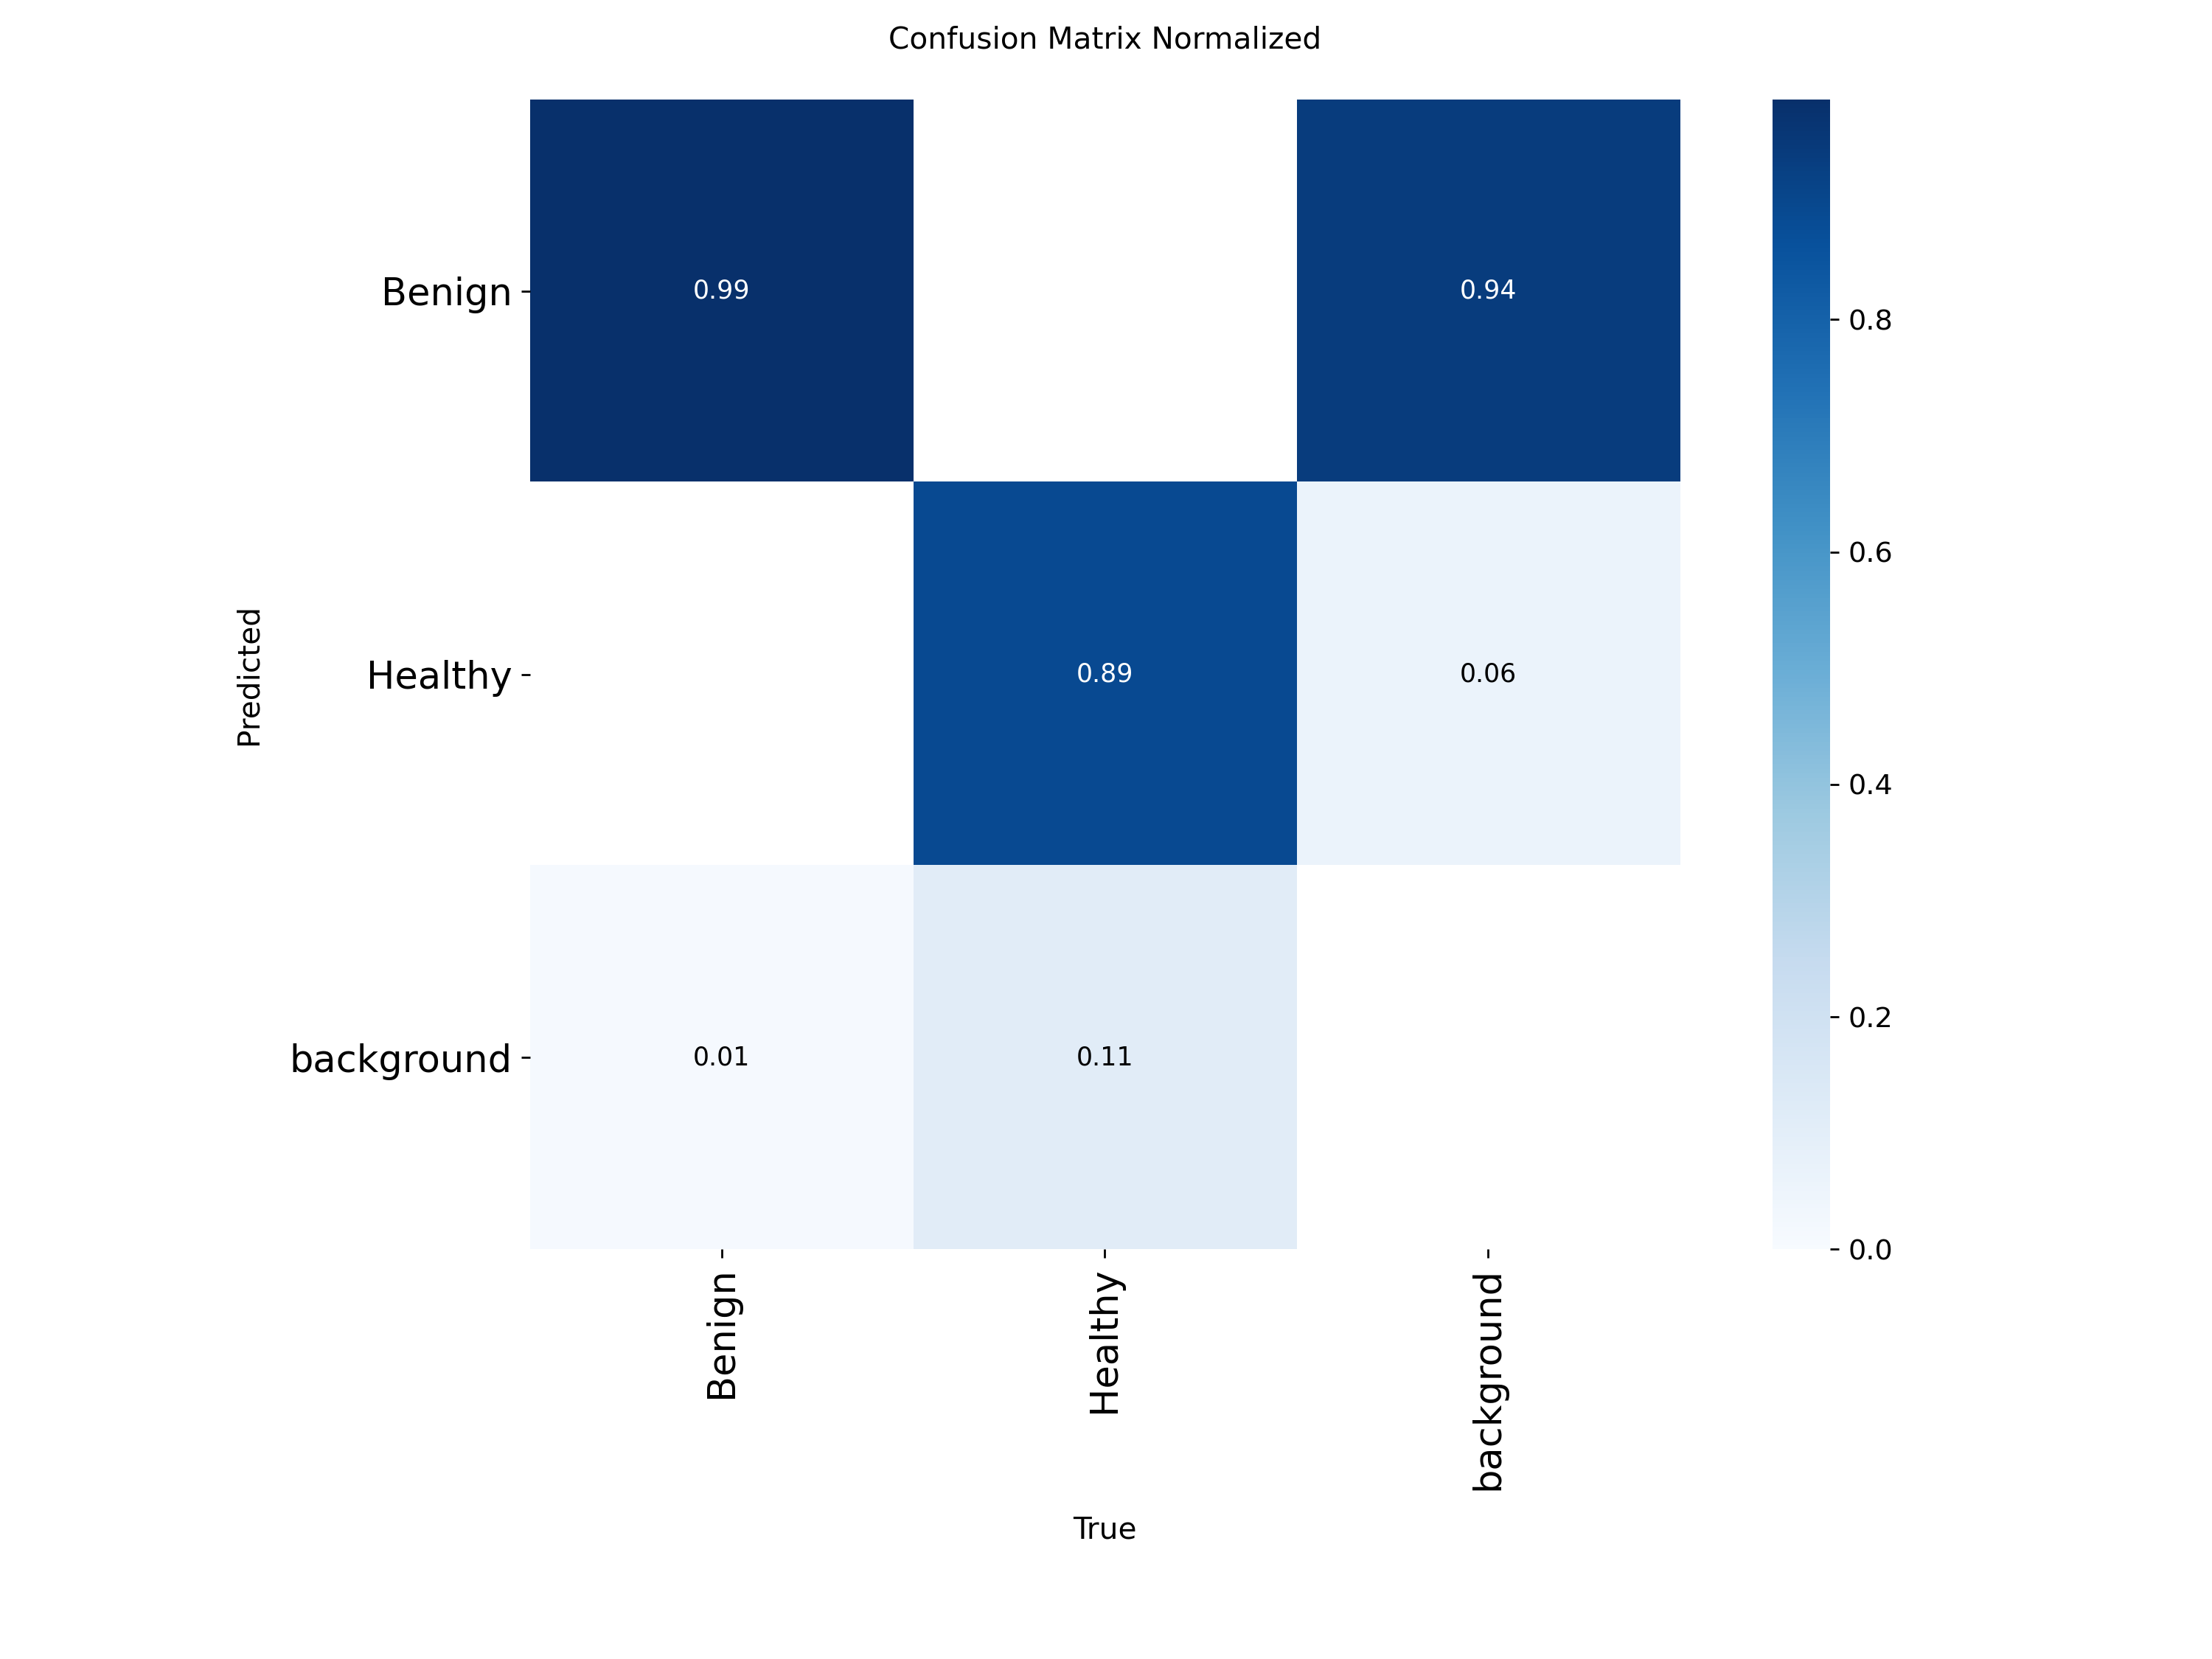 Confusion Matrix Normalized
Benign
0.99
0.94
0.8
0.6
Predicted
Healthy
0.89
0.06
0.4
background
0.01
0.11
0.2
0.0
Benign
Healthy
background
True